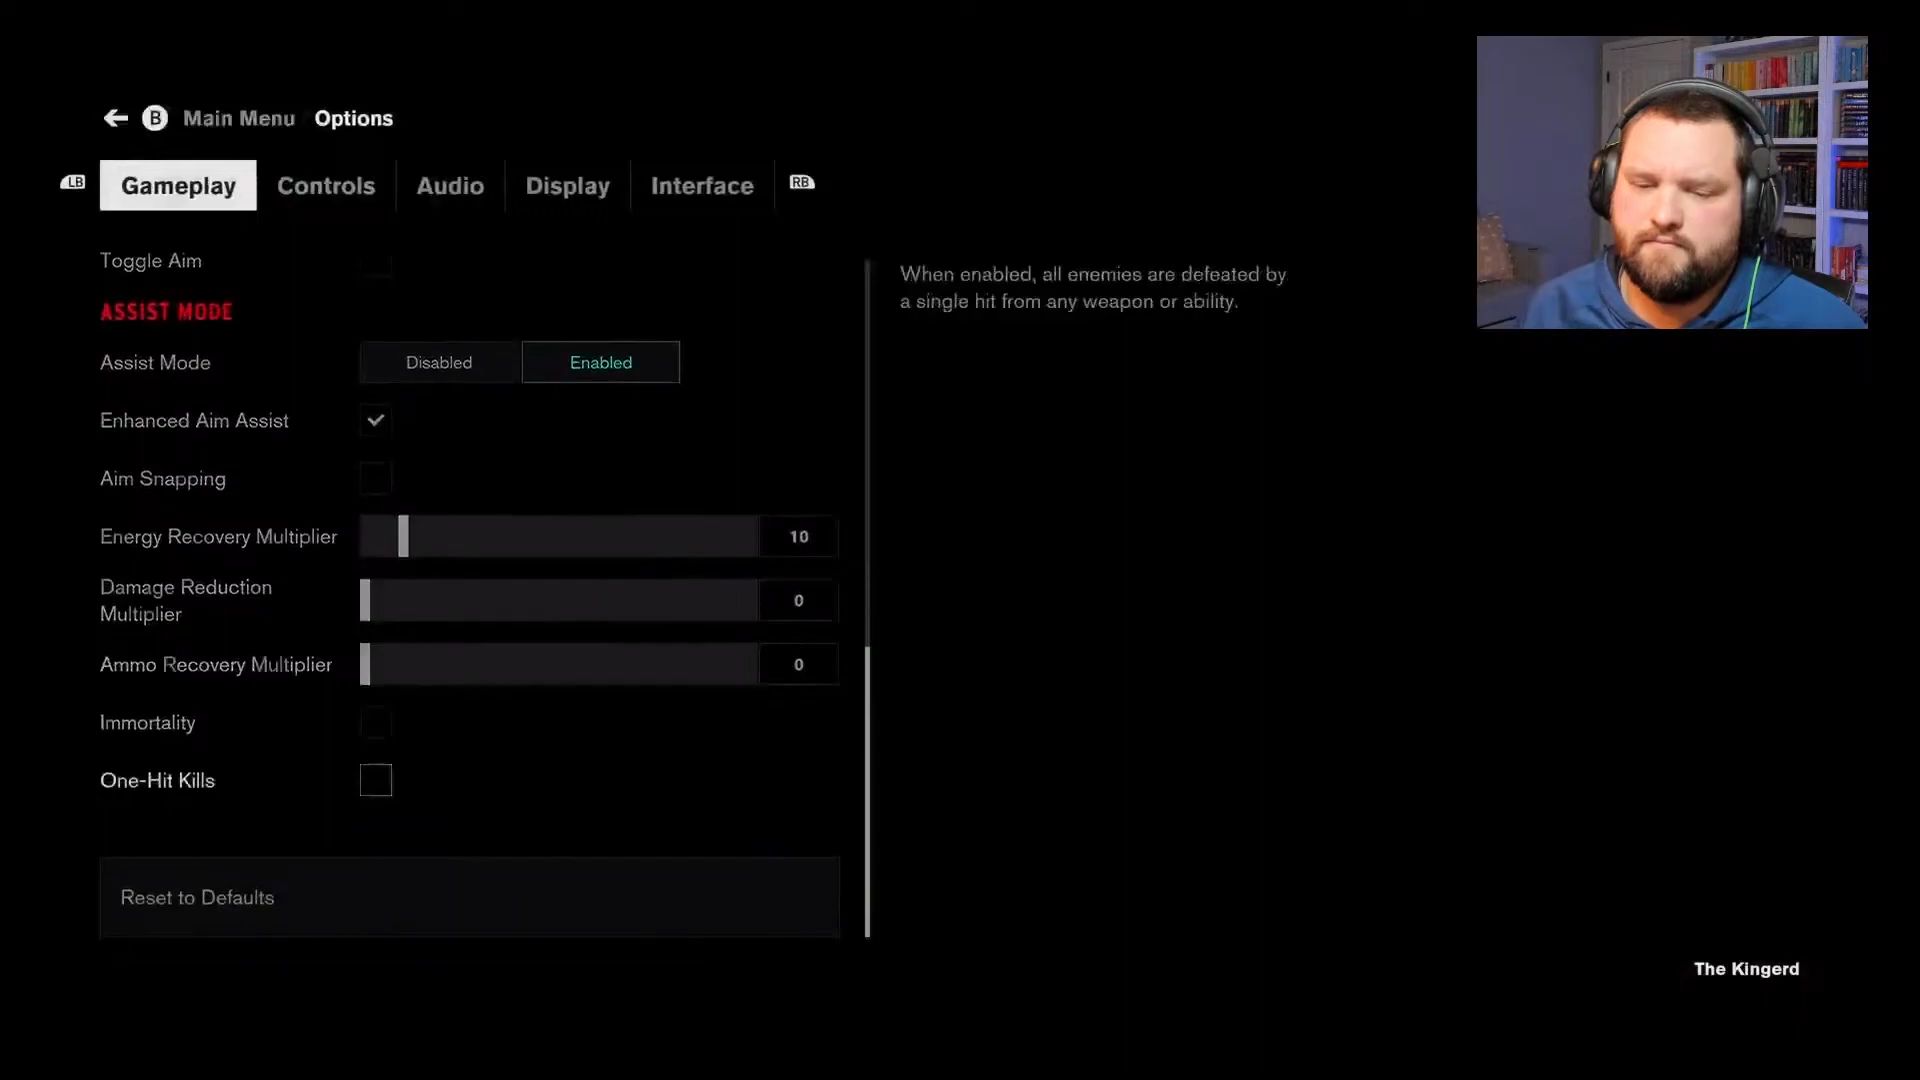 B Main Menu Options
LB Gameplay Controls Audio Display Interface RB
Toggle Aim
ASSIST MODE
Assist Mode Disabled Enabled
Enhanced Aim Assist
Aim Snapping
Energy Recovery Multiplier 10
Damage Reduction
Multiplier 0
Ammo Recovery Multiplier 0
Immortality
One-Hit Kills
Reset to Defaults
When enabled, all enemies are defeated by
a single hit from any weapon or ability.
The Kingerd